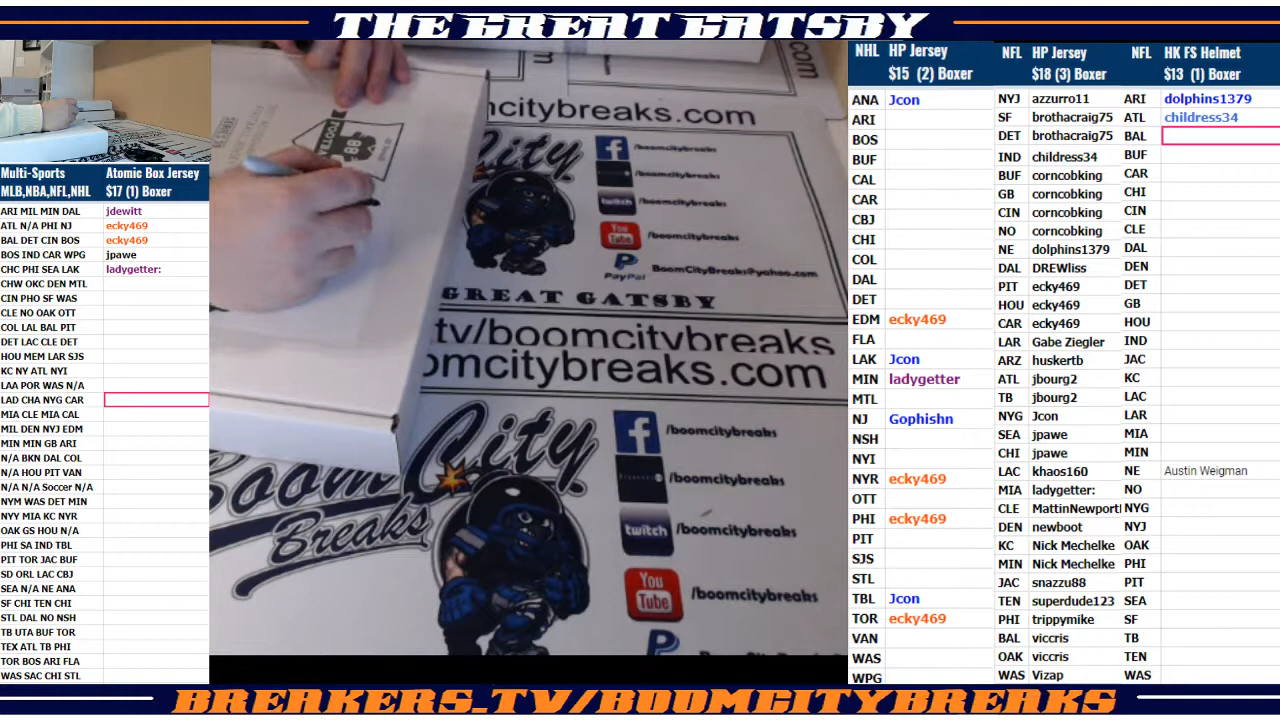 THE GREAT GATSBY
Multi-Sports Atomic Box Jersey
MLB,NBA,NFL,NHL $17 (1) Boxer
ARI MIL MIN DAL jdewitt
ATL N/A PHI NJ ecky469
BAL DET CIN BOS ecky469
BOS IND CAR WPG jpawe
CHC PHI SEA LAK ladygetter:
CHW OKC DEN MTL
CIN PHO SF WAS
CLE NO OAK OTT
COL LAL BAL PIT
DET LAC CLE DET
HOU MEM LAR SJS
KC NY ATL NYI
LAA POR WAS N/A
LAD CHA NYG CAR
MIA CLE MIA CAL
MIL DEN NYJ EDM
MIN MIN GB ARI
N/A BKN DAL COL
N/A HOU PIT VAN
N/A N/A Soccer N/A
NYM WAS DET MIN
NYY MIA KC NYR
OAK GS HOU N/A
PHI SA IND TBL
PIT TOR JAC BUF
SD ORL LAC CBJ
SEA N/A NE ANA
SF CHI TEN CHI
STL DAL NO NSH
TB UTA BUF TOR
TEX ATL TB PHI
TOR BOS ARI FLA
WAS SAC CHI STL
mcitybreaks.com
City
/boomcitybreaks
/boomcitybreaks
twitch /boomcitybreaks
You Tube /boomcitybreaks
PayPal BoomCityBreaks@yahoo.com
GREAT GATSBY
tv/boomcitybreaks
omcitybreaks.com
Boom City Breaks
/boomcitybreaks
/boomcitybreaks
twitch /boomcitybreaks
You Tube /boomcitybreaks
NHL HP Jersey
$15 (2) Boxer
ANA Jcon
ARI
BOS
BUF
CAL
CAR
CBJ
CHI
COL
DAL
DET
EDM ecky469
FLA
LAK Jcon
MIN ladygetter
MTL
NJ Gophishn
NSH
NYI
NYR ecky469
OTT
PHI ecky469
PIT
SJS
STL
TBL Jcon
TOR ecky469
VAN
WAS
WPG
NFL HP Jersey
$18 (3) Boxer
NYJ azzurro11
SF brothacraig75
DET brothacraig75
IND childress34
BUF corncobking
GB corncobking
CIN corncobking
NO corncobking
NE dolphins1379
DAL DREWliss
PIT ecky469
HOU ecky469
CAR ecky469
LAR Gabe Ziegler
ARZ huskertb
ATL jbourg2
TB jbourg2
NYG Jcon
SEA jpawe
CHI jpawe
LAC khaos160
MIA ladygetter:
CLE MattinNewport
DEN newboot
KC Nick Mechelke
MIN Nick Mechelke
JAC snazzu88
TEN superdude123
PHI trippymike
BAL viccris
OAK viccris
WAS Vizap
NFL HK FS Helmet
$13 (1) Boxer
ARI dolphins1379
ATL childress34
BAL
BUF
CAR
CHI
CIN
CLE
DAL
DEN
DET
GB
HOU
IND
JAC
KC
LAC
LAR
MIA
MIN
NE Austin Weigman
NO
NYG
NYJ
OAK
PHI
PIT
SEA
SF
TB
TEN
WAS
BREAKERS.TV/BOOMCITYBREAKS